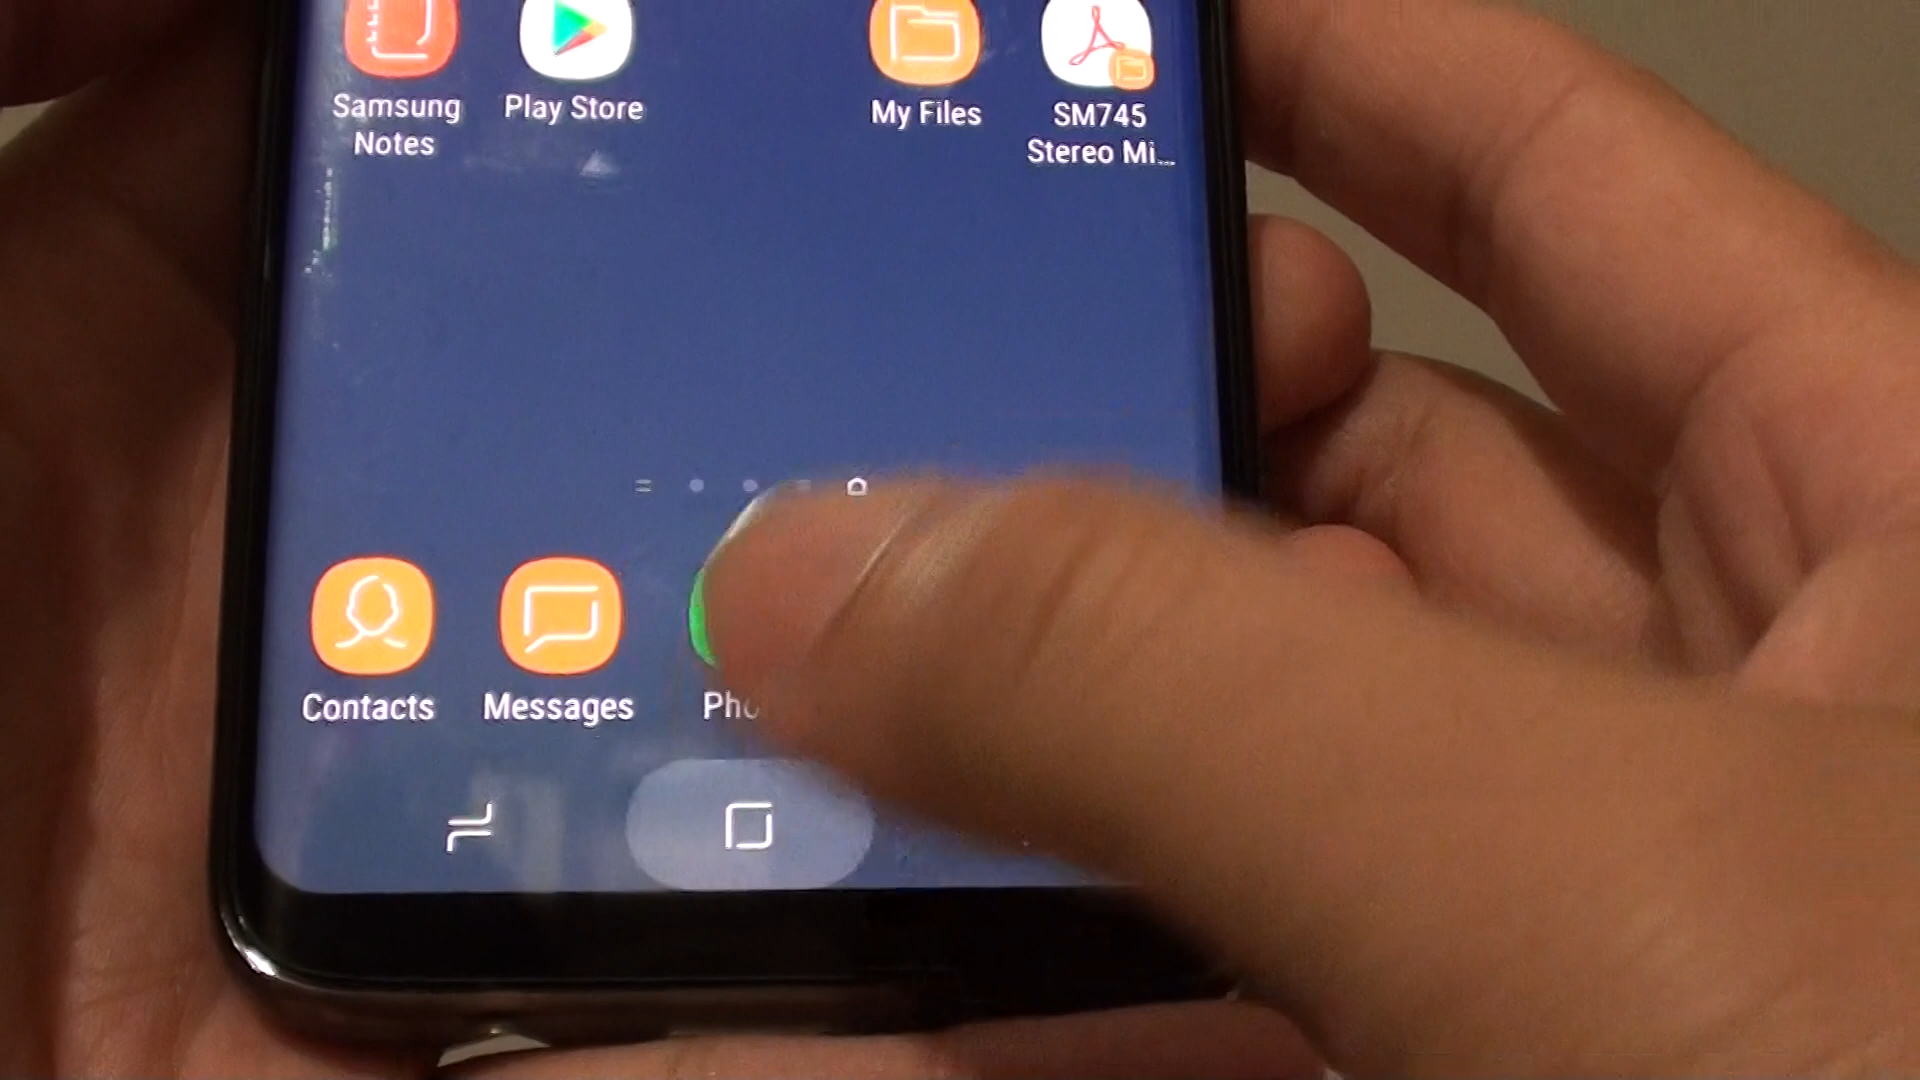 Samsung
Notes
Play Store
My Files
SM745
Stereo Mi...
Contacts
Messages
Pho